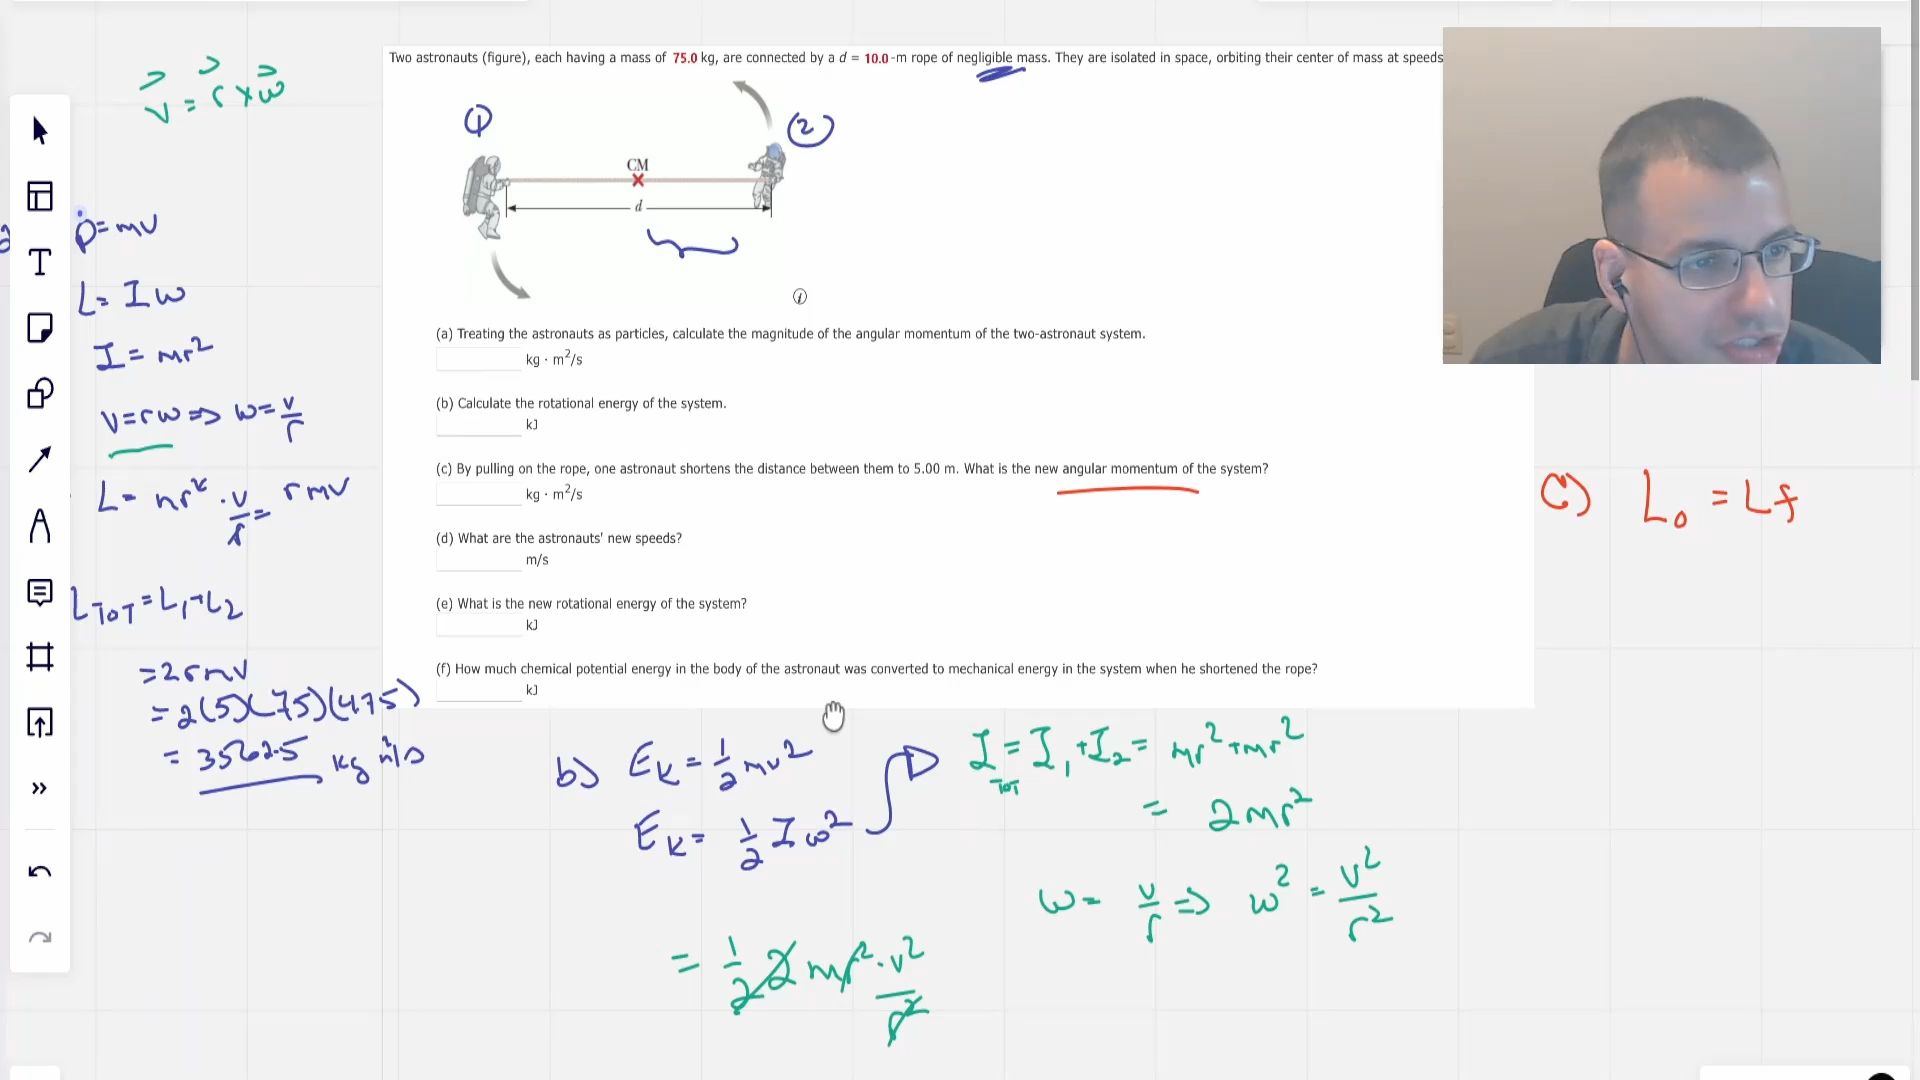 Two astronauts (figure), each having a mass of 75.0 kg, are connected by a d = 10.0-m rope of negligible mass. They are isolated in space, orbiting their center of mass at speeds
v = r × ω
① ②
CM
d
p = mv
L = Iω
I = mr²
v = rω ⇒ ω = v/r
L = mr² · v/r = rmv
L_TOT = L₁ + L₂
= 2rmv
= 2(5)(75)(4.75)
= 3562.5 kg m²/s
(a) Treating the astronauts as particles, calculate the magnitude of the angular momentum of the two-astronaut system.
kg · m²/s
(b) Calculate the rotational energy of the system.
kJ
(c) By pulling on the rope, one astronaut shortens the distance between them to 5.00 m. What is the new angular momentum of the system?
kg · m²/s
(d) What are the astronauts' new speeds?
m/s
(e) What is the new rotational energy of the system?
kJ
(f) How much chemical potential energy in the body of the astronaut was converted to mechanical energy in the system when he shortened the rope?
kJ
c) L₀ = Lf
b) E_K = ½mv²
E_K = ½Iω²
= ½ 2 mr² · v²/r²
I_TOT = I₁ + I₂ = mr² + mr²
= 2mr²
ω = v/r ⇒ ω² = v²/r²